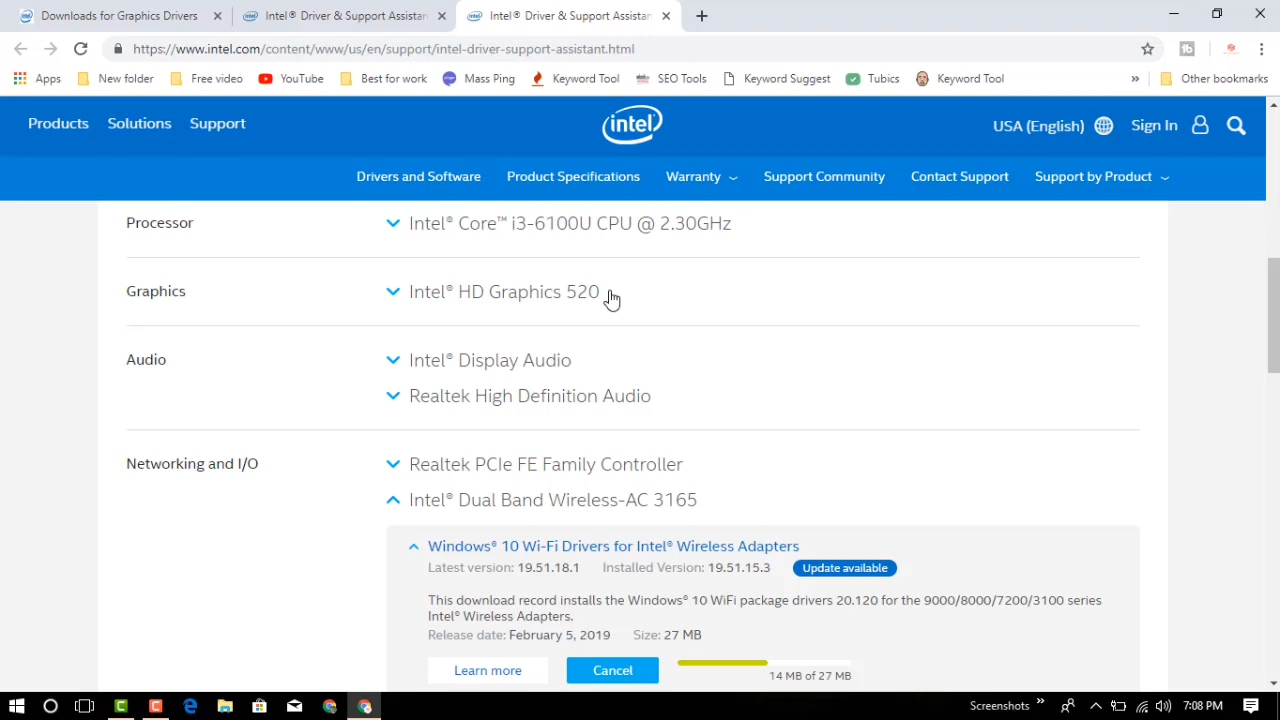 Downloads for Graphics Drivers
Intel® Driver & Support Assistan
Intel® Driver & Support Assistan
https://www.intel.com/content/www/us/en/support/intel-driver-support-assistant.html
Apps New folder Free video YouTube Best for work Mass Ping Keyword Tool SEO Tools Keyword Suggest Tubics Keyword Tool » Other bookmarks
Products Solutions Support intel USA (English) Sign In
Drivers and Software Product Specifications Warranty Support Community Contact Support Support by Product
Processor Intel® Core™ i3-6100U CPU @ 2.30GHz
Graphics Intel® HD Graphics 520
Audio Intel® Display Audio
Realtek High Definition Audio
Networking and I/O Realtek PCIe FE Family Controller
Intel® Dual Band Wireless-AC 3165
Windows® 10 Wi-Fi Drivers for Intel® Wireless Adapters
Latest version: 19.51.18.1 Installed Version: 19.51.15.3 Update available
This download record installs the Windows® 10 WiFi package drivers 20.120 for the 9000/8000/7200/3100 series
Intel® Wireless Adapters.
Release date: February 5, 2019 Size: 27 MB
Learn more Cancel 14 MB of 27 MB
Screenshots » 7:08 PM